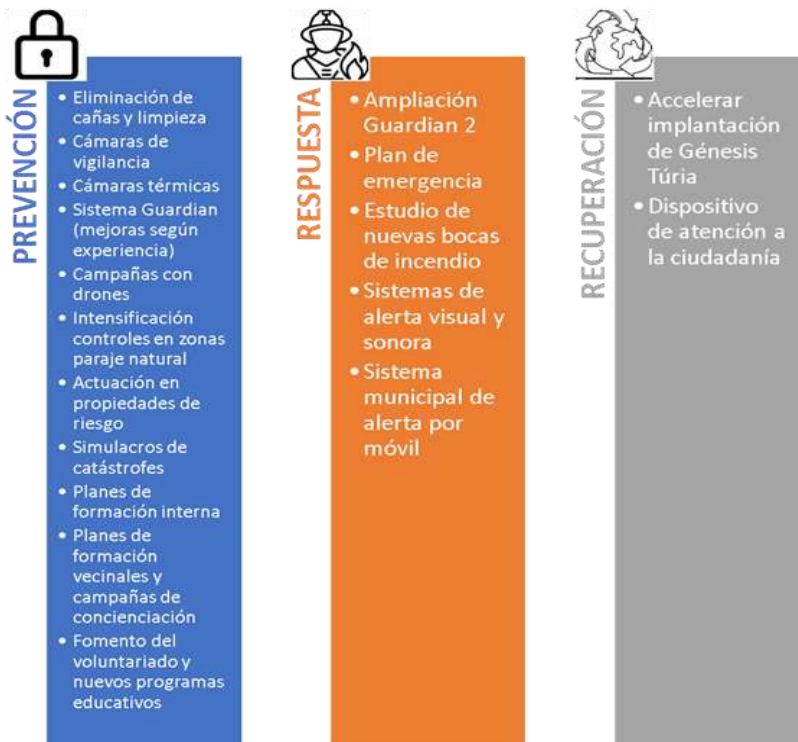 PREVENCIÓN
• Eliminación de
cañas y limpieza
• Cámaras de
vigilancia
• Cámaras térmicas
• Sistema Guardian
(mejoras según
experiencia)
• Campañas con
drones
• Intensificación
controles en zonas
paraje natural
• Actuación en
propiedades de
riesgo
• Simulacros de
catástrofes
• Planes de
formación interna
• Planes de
formación
vecinales y
campañas de
concienciación
• Fomento del
voluntariado y
nuevos programas
educativos
RESPUESTA
• Ampliación
Guardian 2
• Plan de
emergencia
• Estudio de
nuevas bocas
de incendio
• Sistemas de
alerta visual y
sonora
• Sistema
municipal de
alerta por
móvil
RECUPERACIÓN
• Accelerar
implantación
de Génesis
Túria
• Dispositivo
de atención a
la ciudadanía